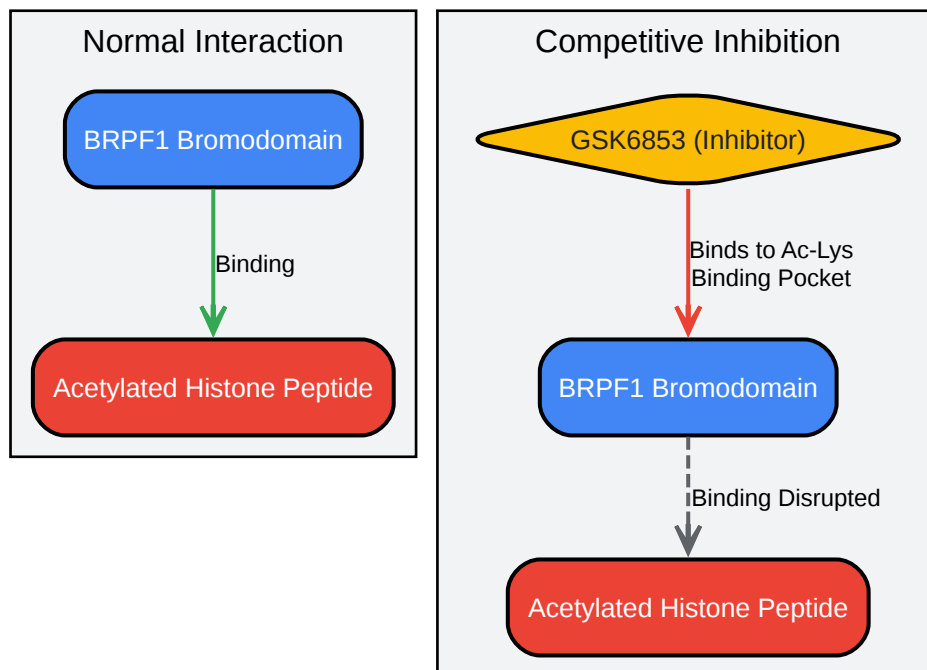 Normal Interaction
BRPF1 Bromodomain
Binding
Acetylated Histone Peptide
Competitive Inhibition
GSK6853 (Inhibitor)
Binds to Ac-Lys
Binding Pocket
BRPF1 Bromodomain
Binding Disrupted
Acetylated Histone Peptide